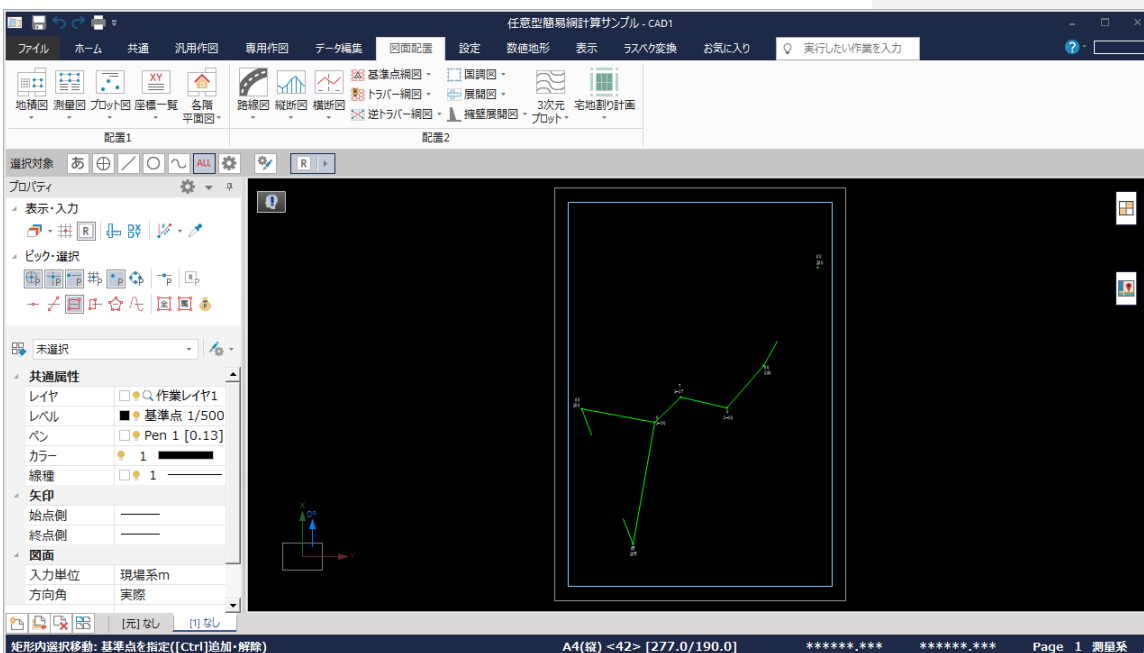 任意型簡易網計算サンプル - CAD1
ファイル ホーム 共通 汎用作図 専用作図 データ編集 図面配置 設定 数値地形 表示 ラスベク変換 お気に入り 実行したい作業を入力 ?
XY
地積図 測量図 プロット図 座標一覧 各階平面図
路線図 縦断図 横断図
基準点網図 国調図
トラバー網図 展開図
逆トラバー網図 擁壁展開図
3次元プロット 宅地割り計画
配置1 配置2
選択対象 あ ALL R
プロパティ
表示・入力
R DX DY
ピック・選択
P P P P P P P R P
全 属 F
未選択
共通属性
レイヤ 作業レイヤ1
レベル 基準点 1/500
ペン Pen 1 [0.13]
カラー 1
線種 1
矢印
始点側
終点側
図面
入力単位 現場系m
方向角 実際
X
0°
Y
[元] なし [1] なし
矩形内選択移動: 基準点を指定([Ctrl]追加・解除) A4(縦) <42> [277.0/190.0] ******.*** ******.*** Page 1 測量系